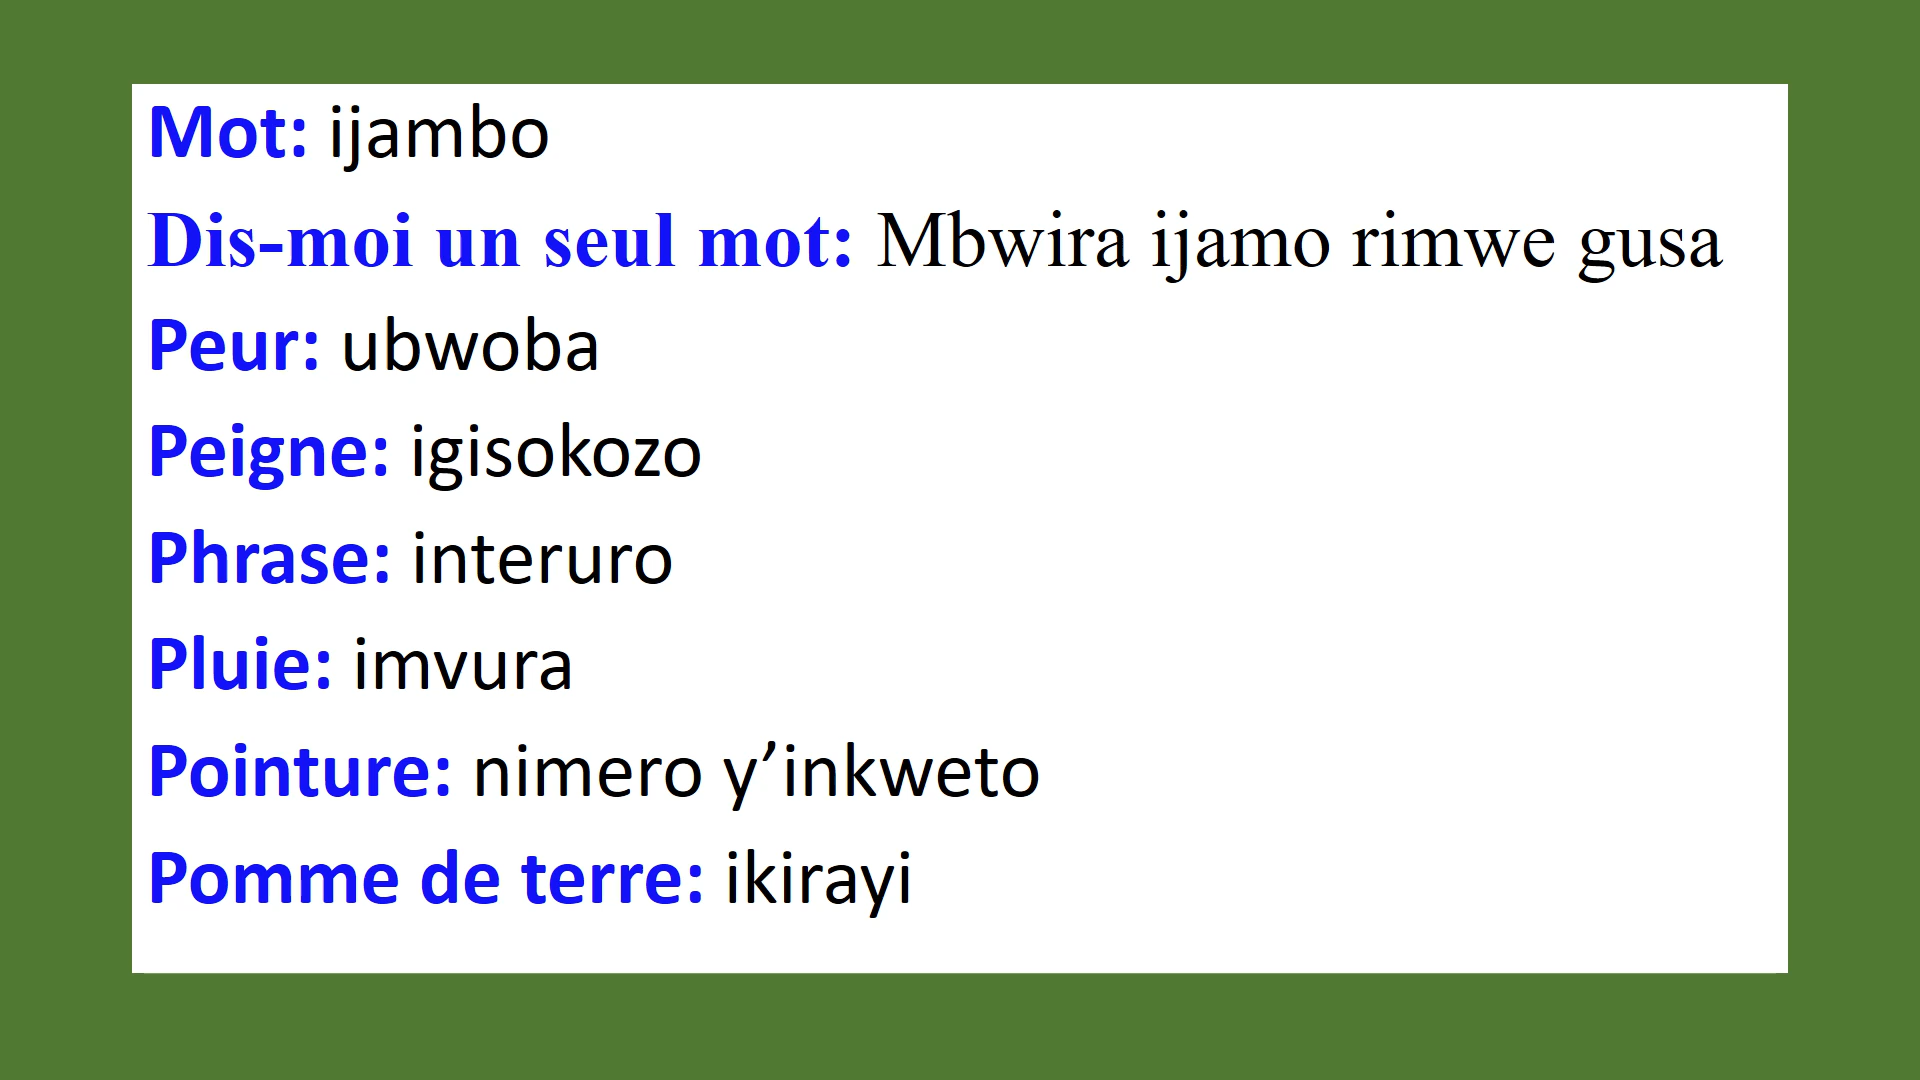 Mot: ijambo
Dis-moi un seul mot: Mbwira ijamo rimwe gusa
Peur: ubwoba
Peigne: igisokozo
Phrase: interuro
Pluie: imvura
Pointure: nimero y’inkweto
Pomme de terre: ikirayi